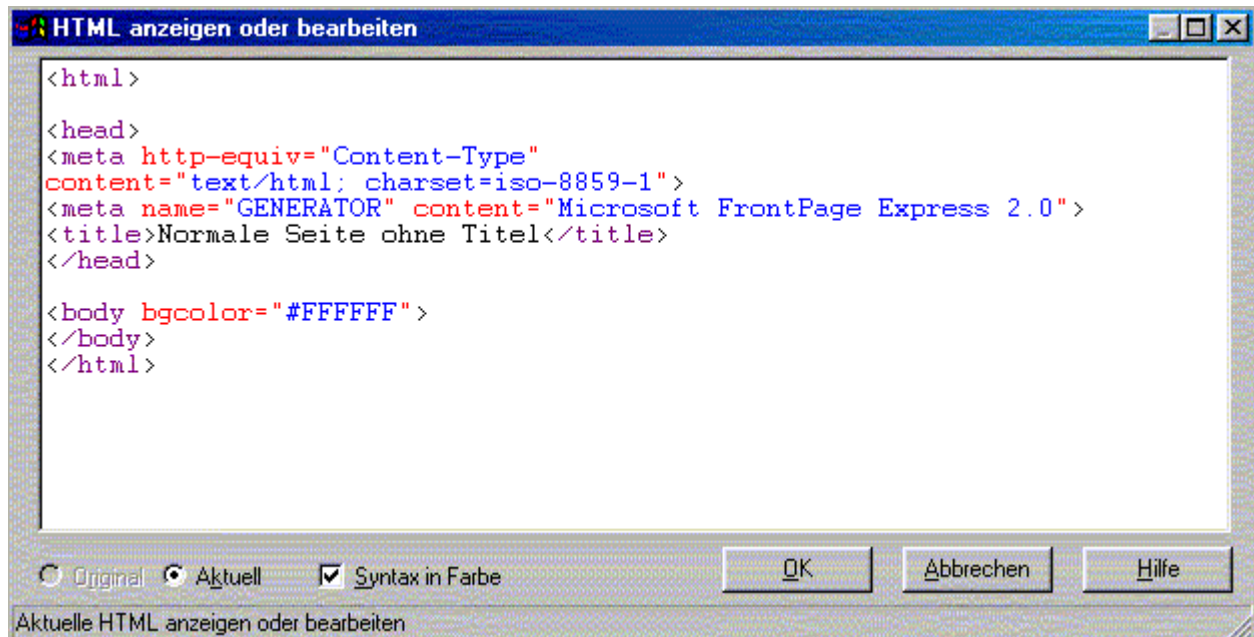 HTML anzeigen oder bearbeiten
<html>
<head>
<meta http-equiv="Content-Type"
content="text/html; charset=iso-8859-1">
<meta name="GENERATOR" content="Microsoft FrontPage Express 2.0">
<title>Normale Seite ohne Titel</title>
</head>
<body bgcolor="#FFFFFF">
</body>
</html>
Original Aktuell Syntax in Farbe OK Abbrechen Hilfe
Aktuelle HTML anzeigen oder bearbeiten